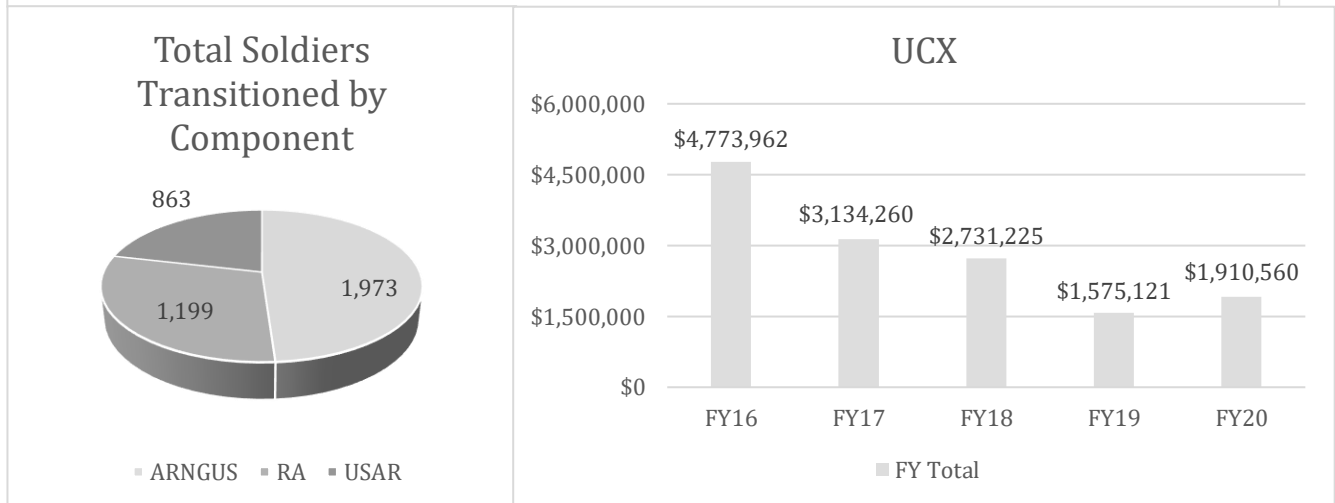 Total Soldiers
Transitioned by
Component
863
1,973
1,199
ARNGUS RA USAR
UCX
$6,000,000
$4,773,962
$4,500,000
$3,134,260
$2,731,225
$3,000,000
$1,910,560
$1,575,121
$1,500,000
$0
FY16 FY17 FY18 FY19 FY20
FY Total